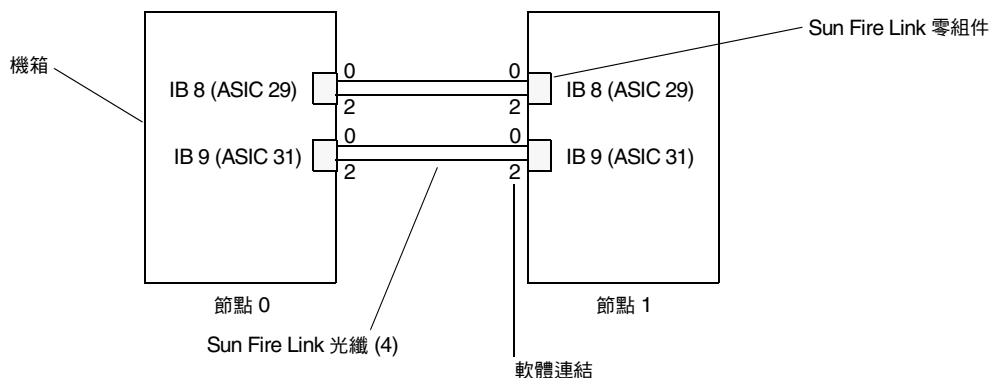 Sun Fire Link 零組件
機箱
0
0
IB 8 (ASIC 29)
IB 8 (ASIC 29)
2
2
0
0
IB 9 (ASIC 31)
IB 9 (ASIC 31)
2
2
節點 0
節點 1
Sun Fire Link 光纖 (4)
軟體連結